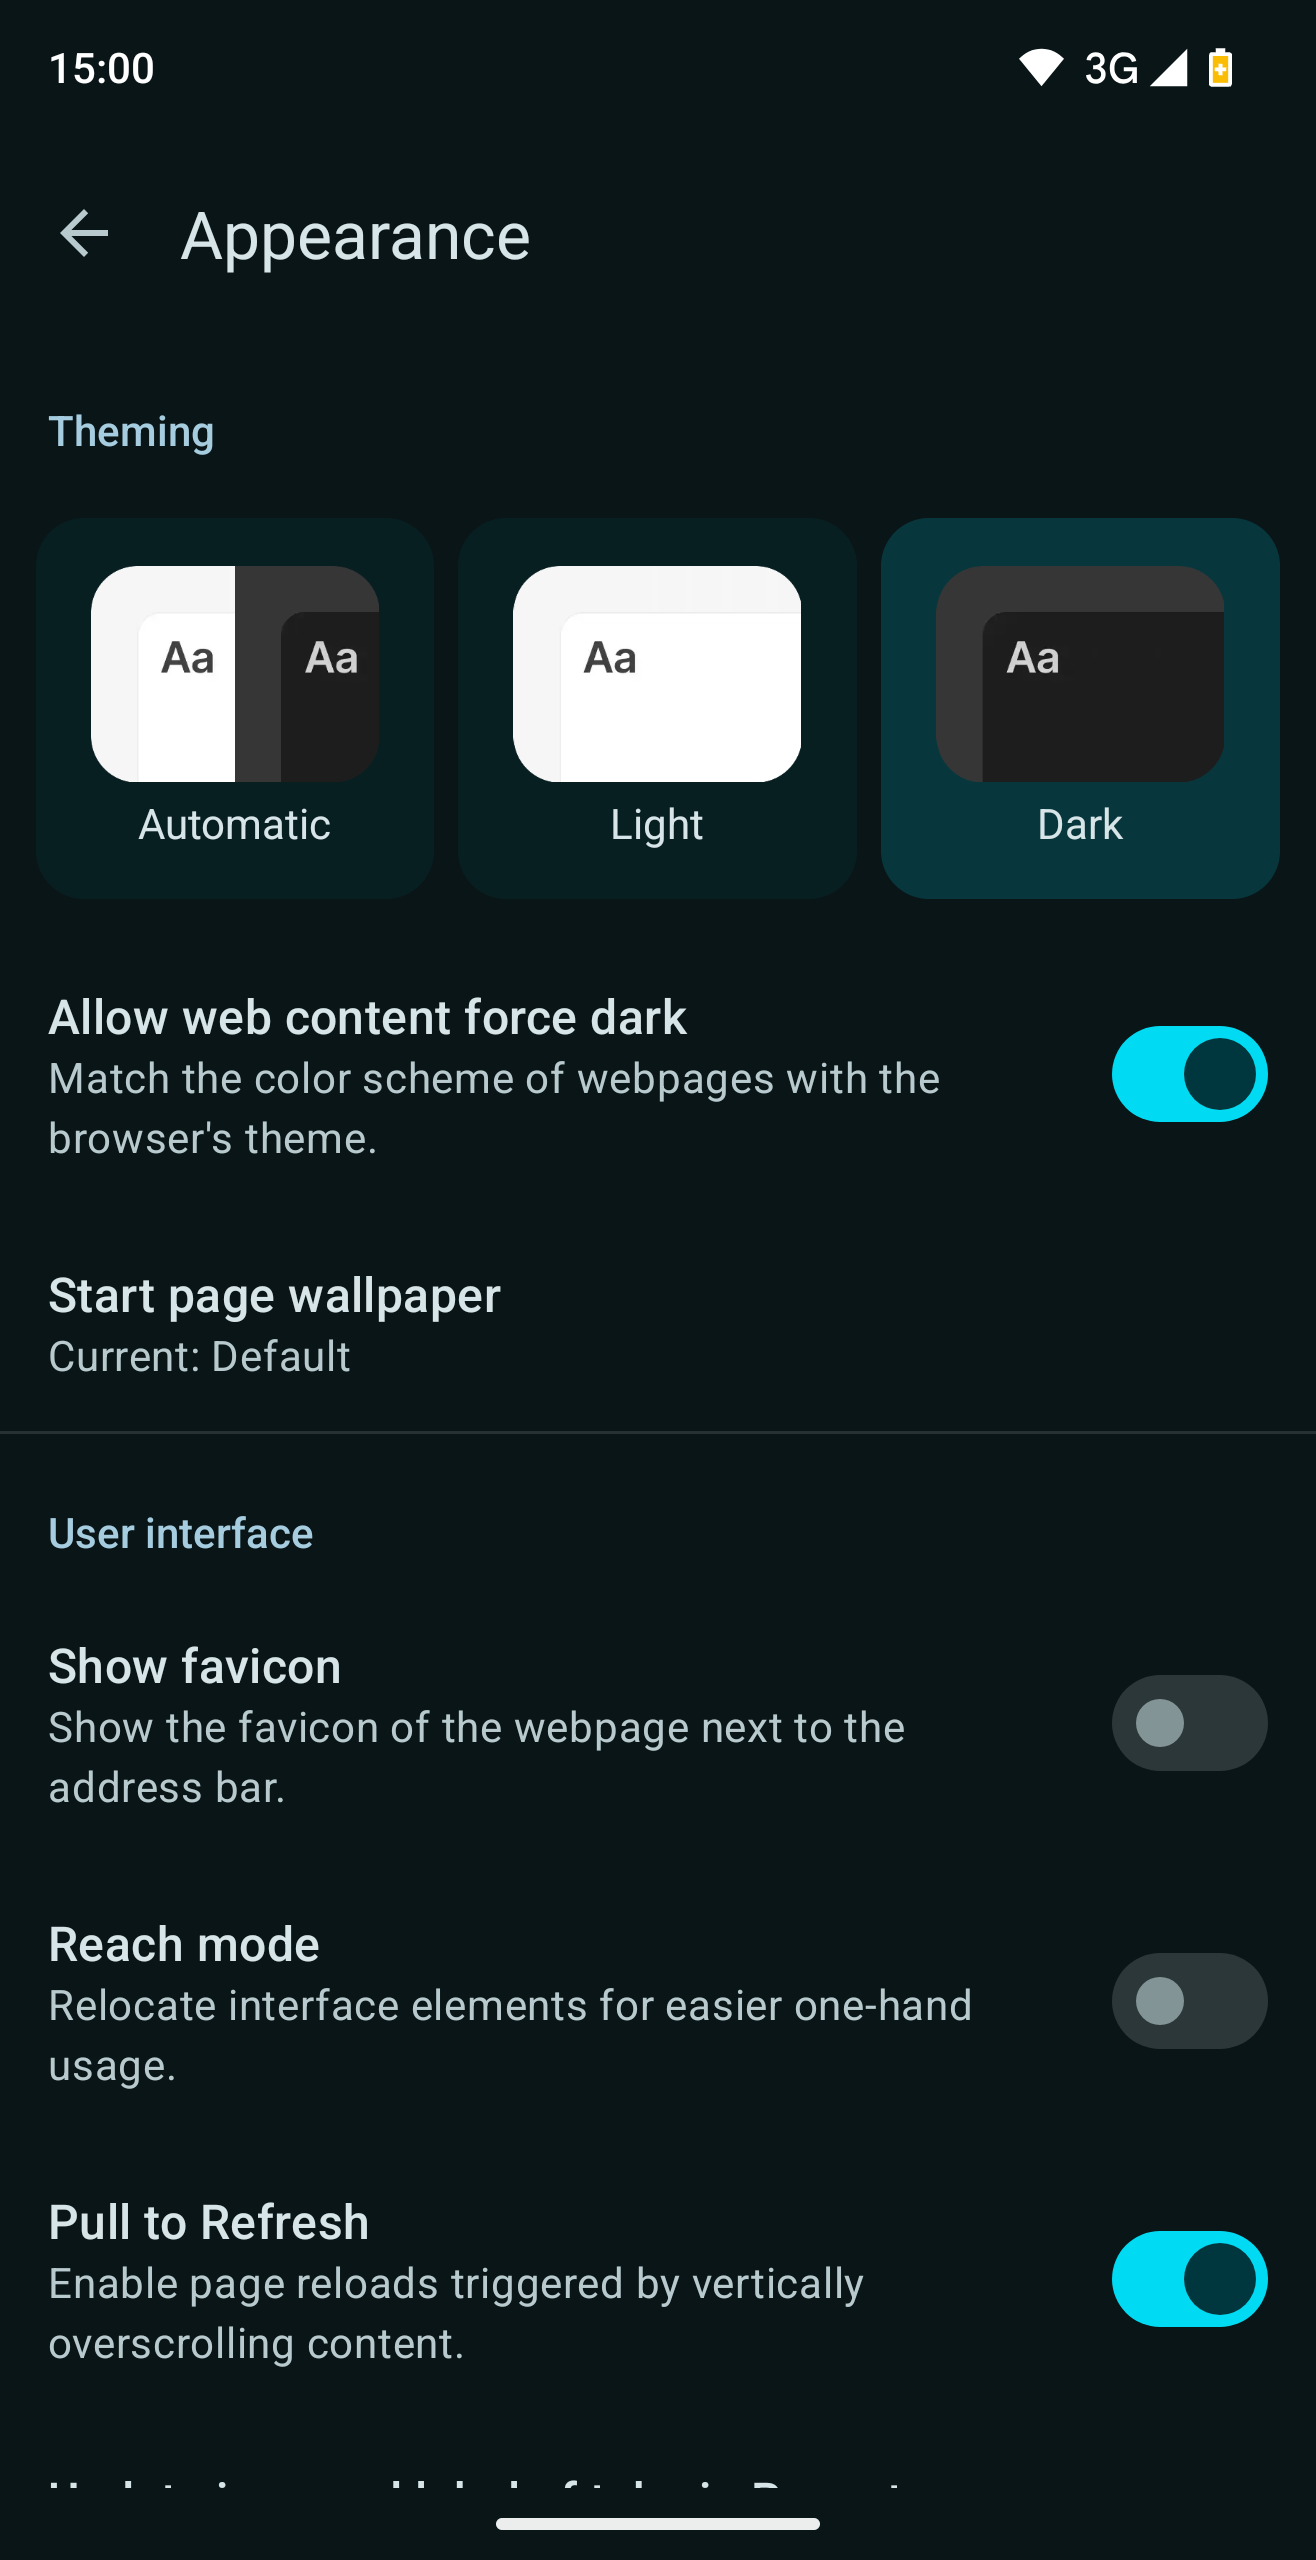 15:00
3G
Appearance
Theming
Aa
Aa
Aa
Aa
Automatic
Light
Dark
Allow web content force dark
Match the color scheme of webpages with the
browser's theme.
Start page wallpaper
Current: Default
User interface
Show favicon
Show the favicon of the webpage next to the
address bar.
Reach mode
Relocate interface elements for easier one-hand
usage.
Pull to Refresh
Enable page reloads triggered by vertically
overscrolling content.